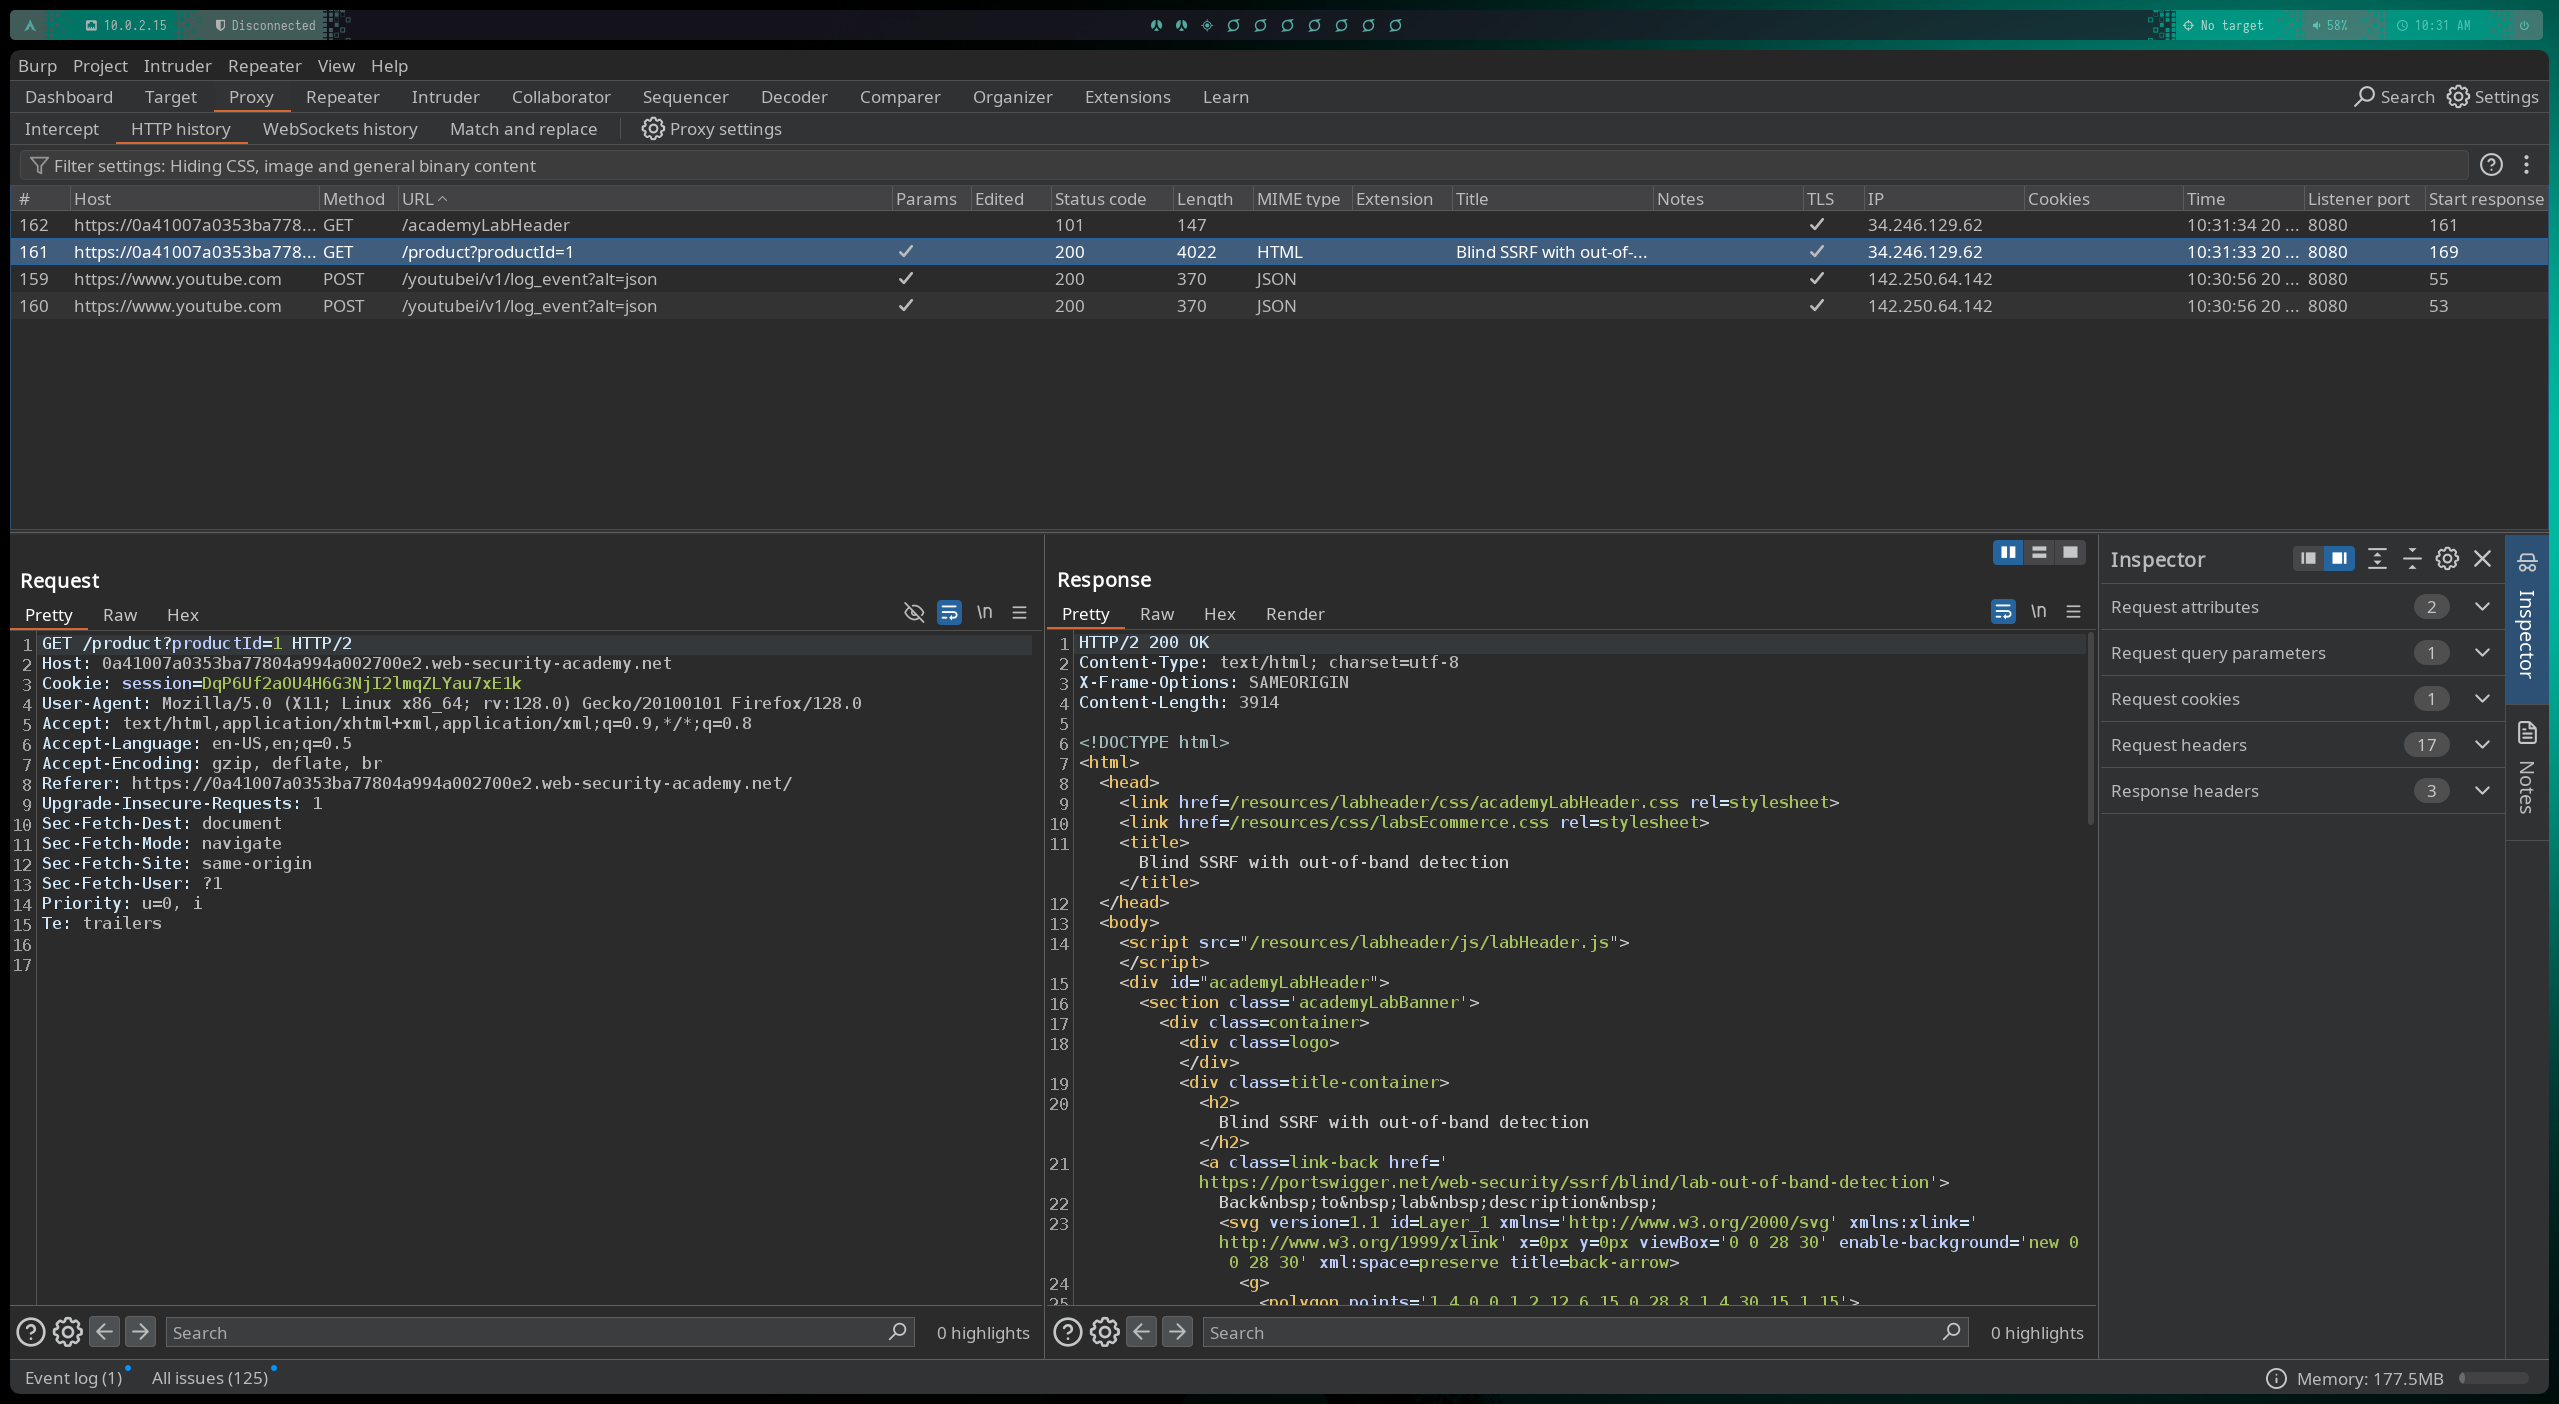 10.0.2.15 Disconnected No target 58% 10:31 AM
Burp Project Intruder Repeater View Help
Dashboard Target Proxy Repeater Intruder Collaborator Sequencer Decoder Comparer Organizer Extensions Learn Search Settings
Intercept HTTP history WebSockets history Match and replace Proxy settings
Filter settings: Hiding CSS, image and general binary content
# Host Method URL Params Edited Status code Length MIME type Extension Title Notes TLS IP Cookies Time Listener port Start response
162 https://0a41007a0353ba778... GET /academyLabHeader 101 147 ✓ 34.246.129.62 10:31:34 20 ... 8080 161
161 https://0a41007a0353ba778... GET /product?productId=1 ✓ 200 4022 HTML Blind SSRF with out-of-... ✓ 34.246.129.62 10:31:33 20 ... 8080 169
159 https://www.youtube.com POST /youtubei/v1/log_event?alt=json ✓ 200 370 JSON ✓ 142.250.64.142 10:30:56 20 ... 8080 55
160 https://www.youtube.com POST /youtubei/v1/log_event?alt=json ✓ 200 370 JSON ✓ 142.250.64.142 10:30:56 20 ... 8080 53
Request
Pretty Raw Hex \n
1 GET /product?productId=1 HTTP/2
2 Host: 0a41007a0353ba77804a994a002700e2.web-security-academy.net
3 Cookie: session=DqP6Uf2aOU4H6G3NjI2lmqZLYau7xE1k
4 User-Agent: Mozilla/5.0 (X11; Linux x86_64; rv:128.0) Gecko/20100101 Firefox/128.0
5 Accept: text/html,application/xhtml+xml,application/xml;q=0.9,*/*;q=0.8
6 Accept-Language: en-US,en;q=0.5
7 Accept-Encoding: gzip, deflate, br
8 Referer: https://0a41007a0353ba77804a994a002700e2.web-security-academy.net/
9 Upgrade-Insecure-Requests: 1
10 Sec-Fetch-Dest: document
11 Sec-Fetch-Mode: navigate
12 Sec-Fetch-Site: same-origin
13 Sec-Fetch-User: ?1
14 Priority: u=0, i
15 Te: trailers
16
17
Search 0 highlights
Response
Pretty Raw Hex Render \n
1 HTTP/2 200 OK
2 Content-Type: text/html; charset=utf-8
3 X-Frame-Options: SAMEORIGIN
4 Content-Length: 3914
5
6 <!DOCTYPE html>
7 <html>
8 <head>
9 <link href=/resources/labheader/css/academyLabHeader.css rel=stylesheet>
10 <link href=/resources/css/labsEcommerce.css rel=stylesheet>
11 <title>
Blind SSRF with out-of-band detection
</title>
12 </head>
13 <body>
14 <script src="/resources/labheader/js/labHeader.js">
</script>
15 <div id="academyLabHeader">
16 <section class='academyLabBanner'>
17 <div class=container>
18 <div class=logo>
</div>
19 <div class=title-container>
20 <h2>
Blind SSRF with out-of-band detection
</h2>
21 <a class=link-back href='
https://portswigger.net/web-security/ssrf/blind/lab-out-of-band-detection'>
22 Back&nbsp;to&nbsp;lab&nbsp;description&nbsp;
23 <svg version=1.1 id=Layer_1 xmlns='http://www.w3.org/2000/svg' xmlns:xlink='
http://www.w3.org/1999/xlink' x=0px y=0px viewBox='0 0 28 30' enable-background='new 0
0 28 30' xml:space=preserve title=back-arrow>
24 <g>
25 <polygon points='1.4,0 0,1.2 12.6,15 0,28.8 1.4,30 15.1,15'>
Search 0 highlights
Inspector
Request attributes 2
Request query parameters 1
Request cookies 1
Request headers 17
Response headers 3
Inspector
Notes
Event log (1) All issues (125) Memory: 177.5MB